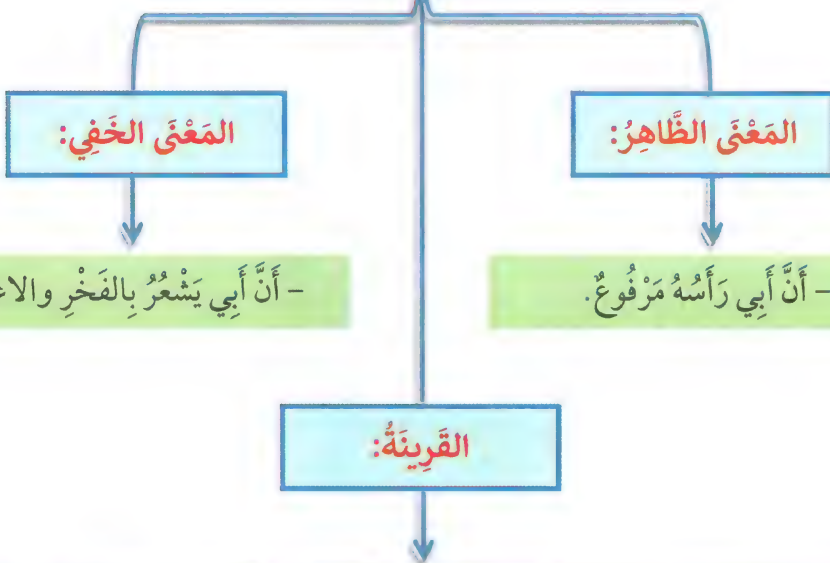 المَعْنَى الظَّاهِرُ:
المَعْنَى الخَفِي:
– أَنَّ أَبِي رَأَسُهُ مَرْفُوعٌ.
– أَنَّ أَبِي يَشْعُرُ بِالفَخْرِ
القَرِينَةُ: